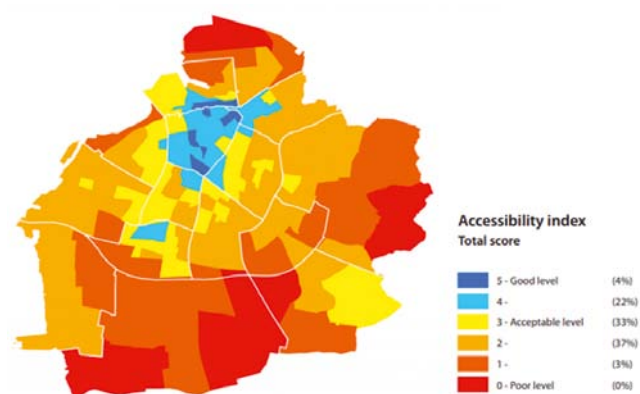 Accessibility index
Total score
5 - Good level (4%)
4 - (22%)
3 - Acceptable level (33%)
2 - (37%)
1 - (3%)
0 - Poor level (0%)